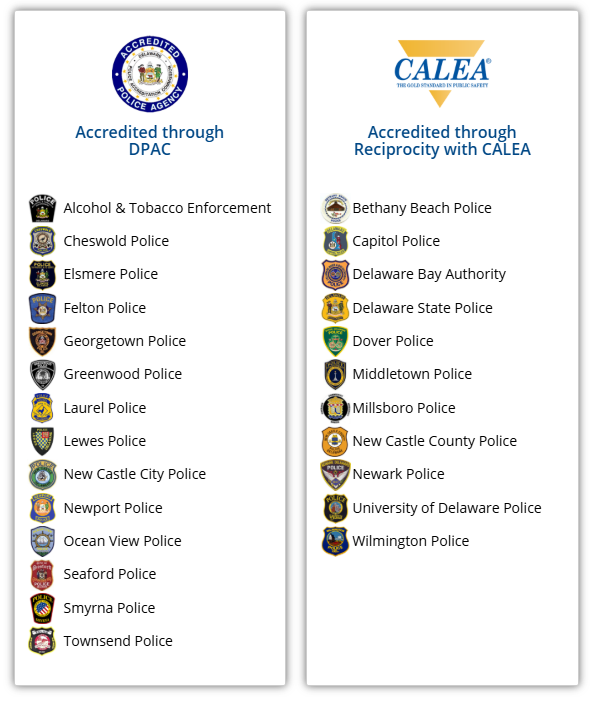 ACCREDITED
DELAWARE
POLICE ACCREDITATION COMMISSION
POLICE AGENCY
Accredited through
DPAC
Alcohol & Tobacco Enforcement
Cheswold Police
Elsmere Police
Felton Police
Georgetown Police
Greenwood Police
Laurel Police
Lewes Police
New Castle City Police
Newport Police
Ocean View Police
Seaford Police
Smyrna Police
Townsend Police
CALEA®
THE GOLD STANDARD IN PUBLIC SAFETY
Accredited through
Reciprocity with CALEA
Bethany Beach Police
Capitol Police
Delaware Bay Authority
Delaware State Police
Dover Police
Middletown Police
Millsboro Police
New Castle County Police
Newark Police
University of Delaware Police
Wilmington Police